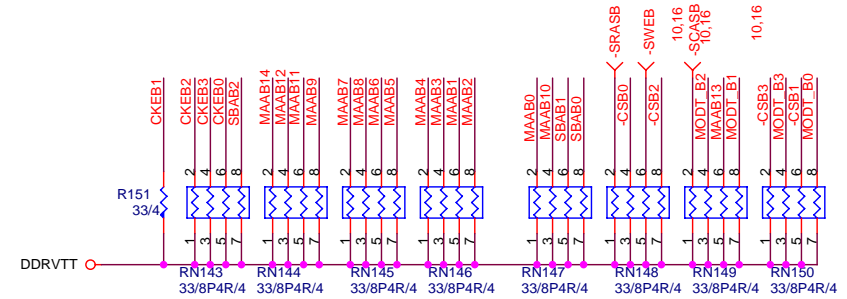 -SRASB
-SWEB
-SCASB
10,16
10,16
10,16
CKEB1
CKEB2
CKEB3
CKEB0
SBAB2
MAAB14
MAAB12
MAAB11
MAAB9
MAAB7
MAAB8
MAAB6
MAAB5
MAAB4
MAAB3
MAAB1
MAAB2
MAAB0
MAAB10
SBAB1
SBAB0
-CSB0
-CSB2
MODT_B2
MAAB13
MODT_B1
-CSB3
MODT_B3
-CSB1
MODT_B0
2 4 6 8
2 4 6 8
2 4 6 8
2 4 6 8
2 4 6 8
2 4 6 8
2 4 6 8
2 4 6 8
R151
33/4
1 3 5 7
1 3 5 7
1 3 5 7
1 3 5 7
1 3 5 7
1 3 5 7
1 3 5 7
1 3 5 7
DDRVTT
RN143
33/8P4R/4
RN144
33/8P4R/4
RN145
33/8P4R/4
RN146
33/8P4R/4
RN147
33/8P4R/4
RN148
33/8P4R/4
RN149
33/8P4R/4
RN150
33/8P4R/4